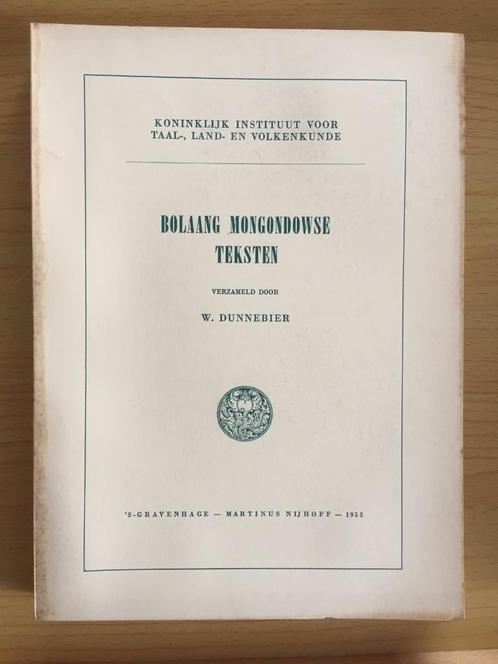 KONINKLIJK INSTITUUT VOOR
TAAL-, LAND- EN VOLKENKUNDE
BOLAANG MONGONDOWSE
TEKSTEN
VERZAMELD DOOR
W. DUNNEBIER
'S-GRAVENHAGE — MARTINUS NIJHOFF — 1953